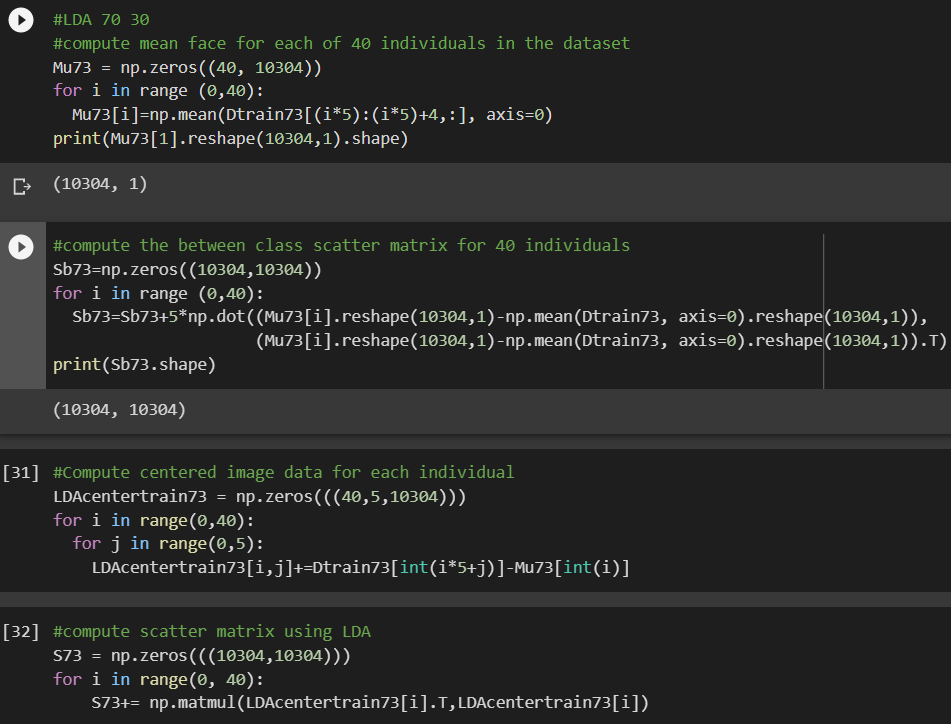 #LDA 70 30
#compute mean face for each of 40 individuals in the dataset
Mu73 = np.zeros((40, 10304))
for i in range (0,40):
  Mu73[i]=np.mean(Dtrain73[(i*5):(i*5)+4,:], axis=0)
print(Mu73[1].reshape(10304,1).shape)
(10304, 1)
#compute the between class scatter matrix for 40 individuals
Sb73=np.zeros((10304,10304))
for i in range (0,40):
  Sb73=Sb73+5*np.dot((Mu73[i].reshape(10304,1)-np.mean(Dtrain73, axis=0).reshape(10304,1)),
                     (Mu73[i].reshape(10304,1)-np.mean(Dtrain73, axis=0).reshape(10304,1)).T)
print(Sb73.shape)
(10304, 10304)
[31] #Compute centered image data for each individual
LDAcentertrain73 = np.zeros(((40,5,10304)))
for i in range(0,40):
  for j in range(0,5):
    LDAcentertrain73[i,j]+=Dtrain73[int(i*5+j)]-Mu73[int(i)]
[32] #compute scatter matrix using LDA
S73 = np.zeros(((10304,10304)))
for i in range(0, 40):
    S73+= np.matmul(LDAcentertrain73[i].T,LDAcentertrain73[i])